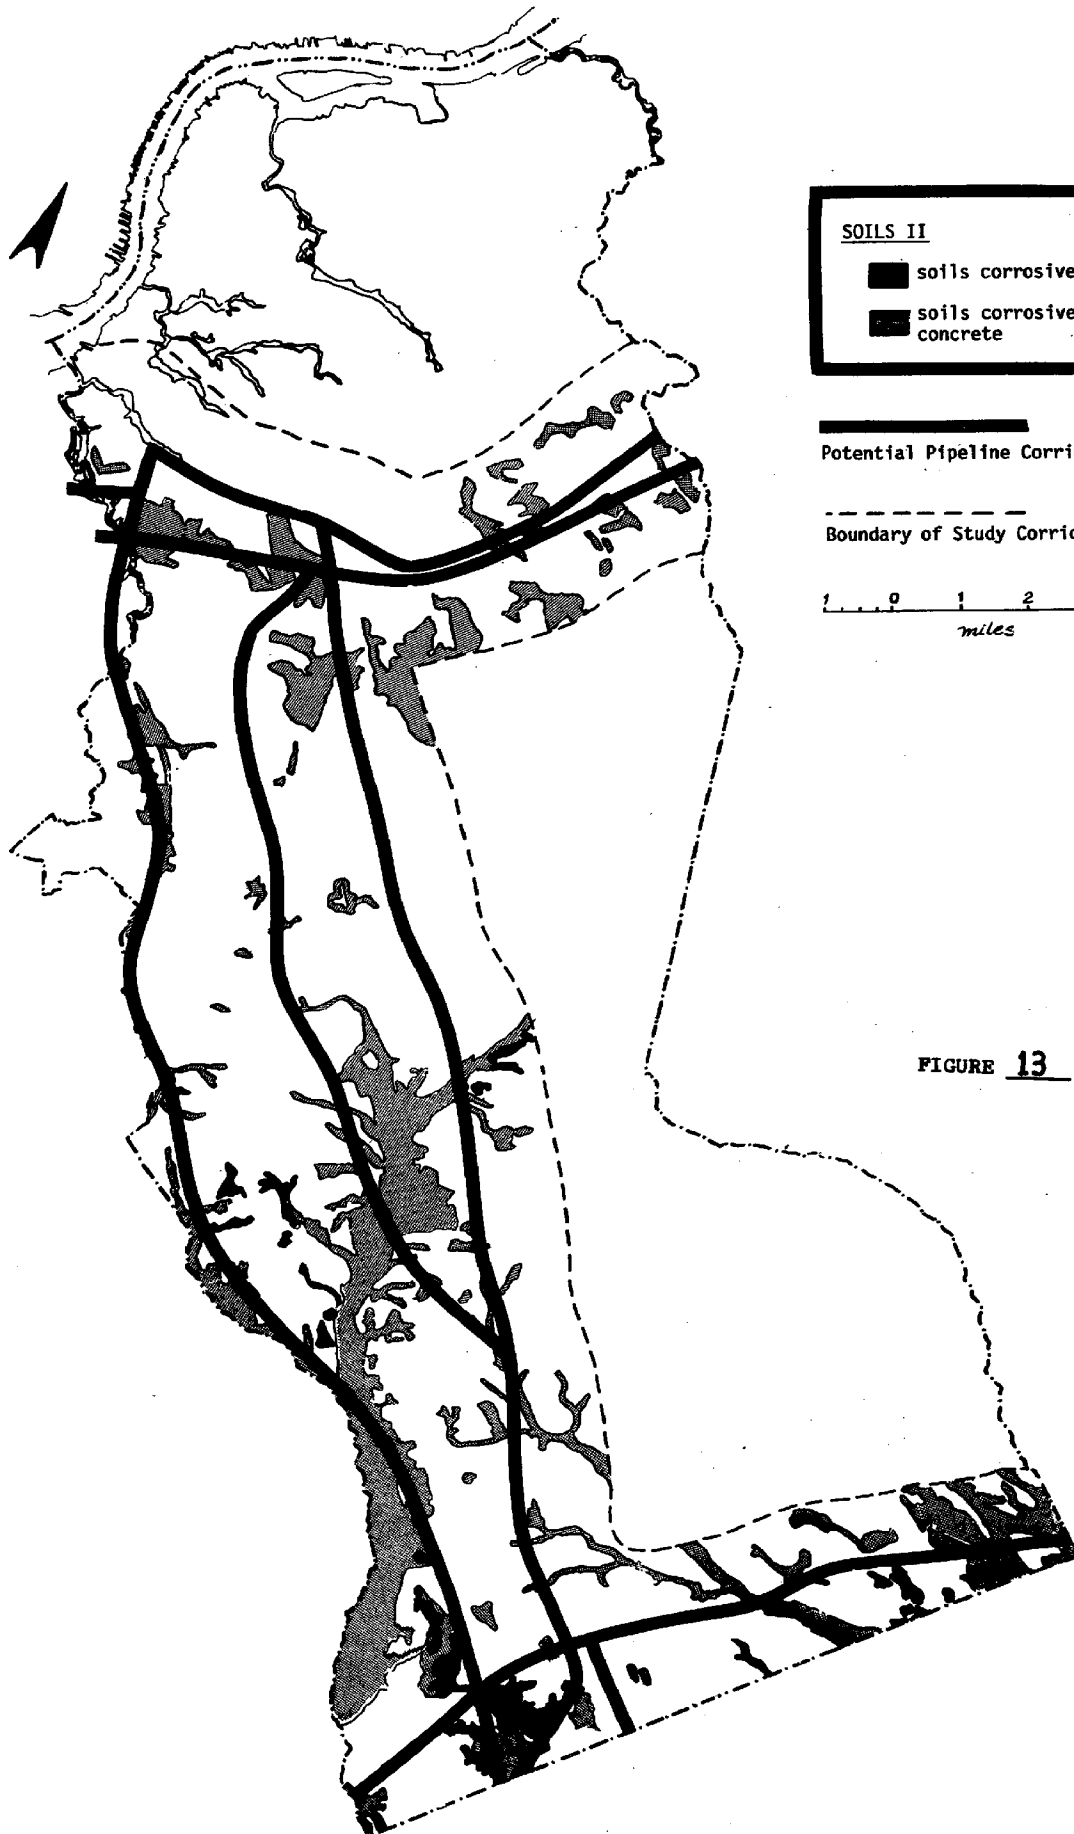 SOILS II
soils corrosive
soils corrosive
concrete
Potential Pipeline Corri
Boundary of Study Corrid
1 0 1 2
miles
FIGURE 13